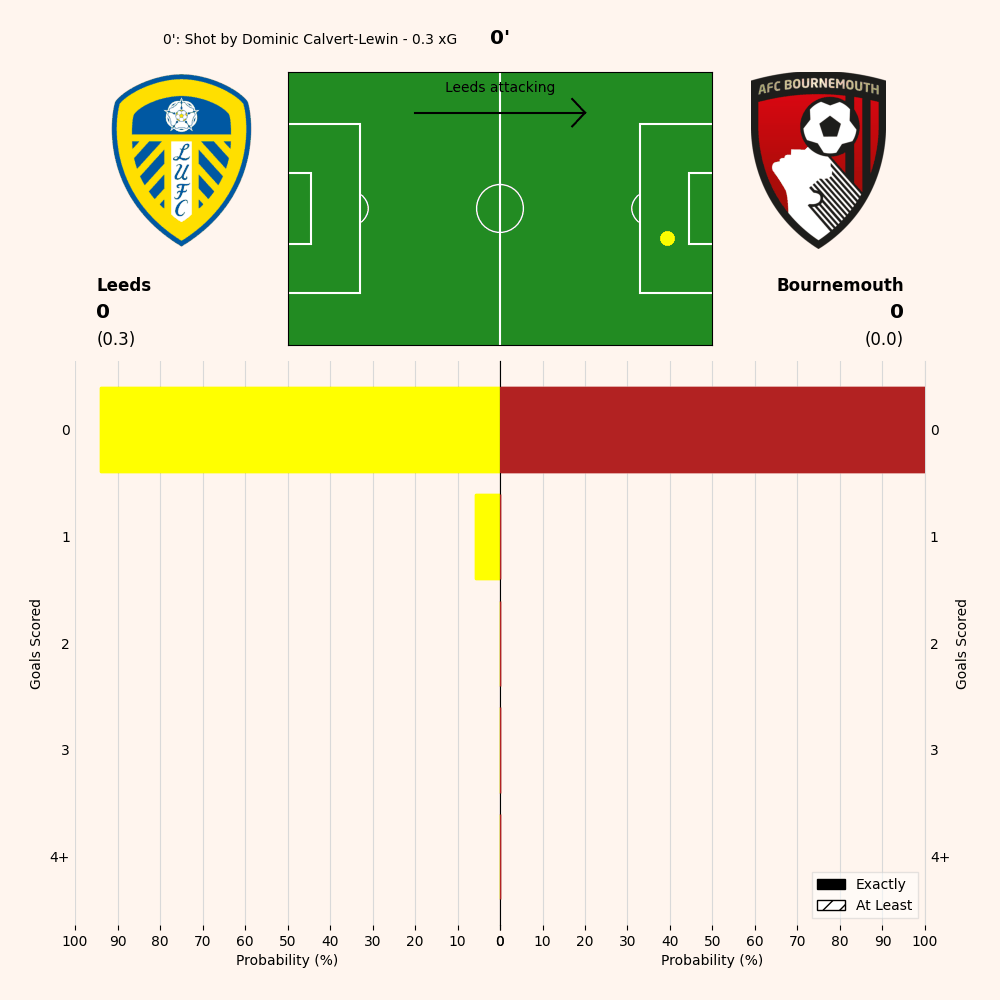 0': Shot by Dominic Calvert-Lewin - 0.3 xG
0'
Leeds attacking
LUFC
AFC BOURNEMOUTH
Leeds
0
(0.3)
Bournemouth
0
(0.0)
0
1
2
3
4+
Goals Scored
0
1
2
3
4+
Goals Scored
Exactly
At Least
100 90 80 70 60 50 40 30 20 10 0
0 10 20 30 40 50 60 70 80 90 100
Probability (%)
Probability (%)